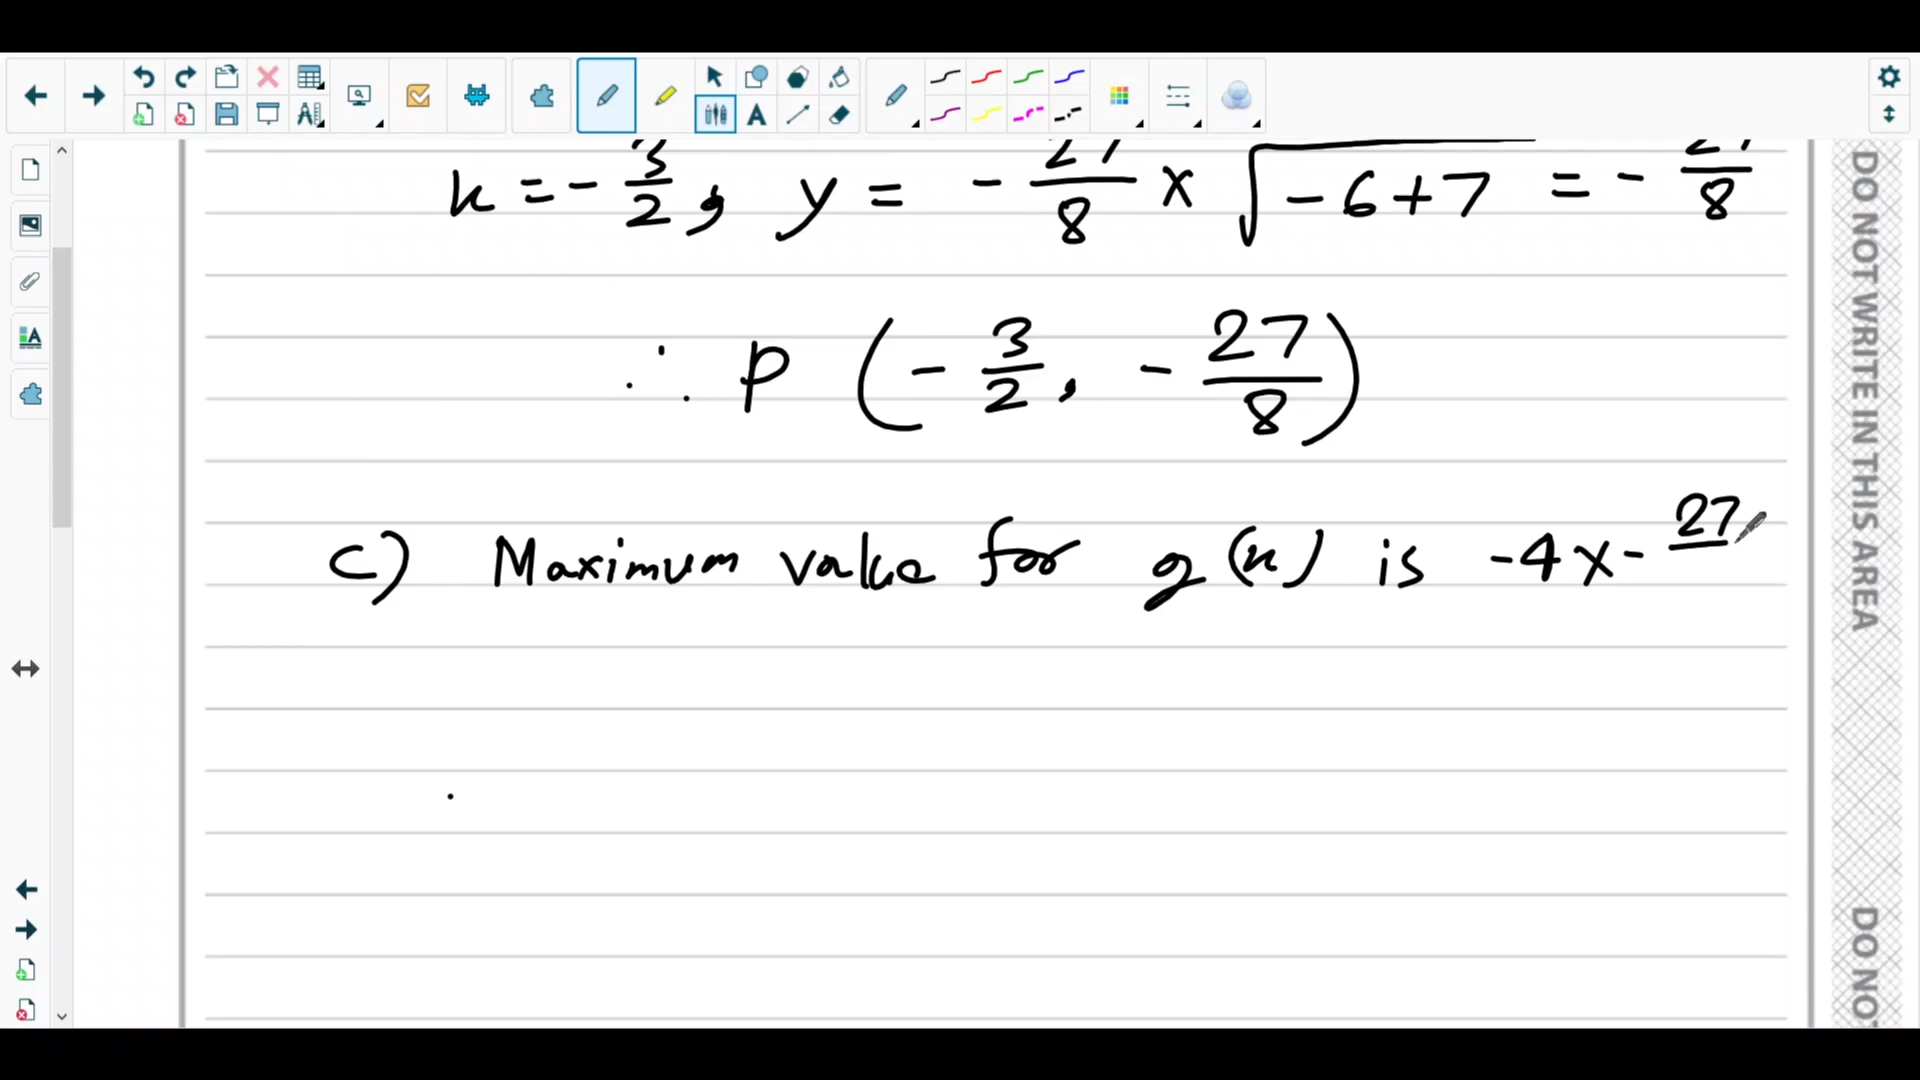 x = - 3/2, y = - 27/8 × √-6+7 = - 27/8
∴ P (- 3/2, - 27/8)
c) Maximum value for g(x) is -4 × - 27
DO NOT WRITE IN THIS AREA
DO NO